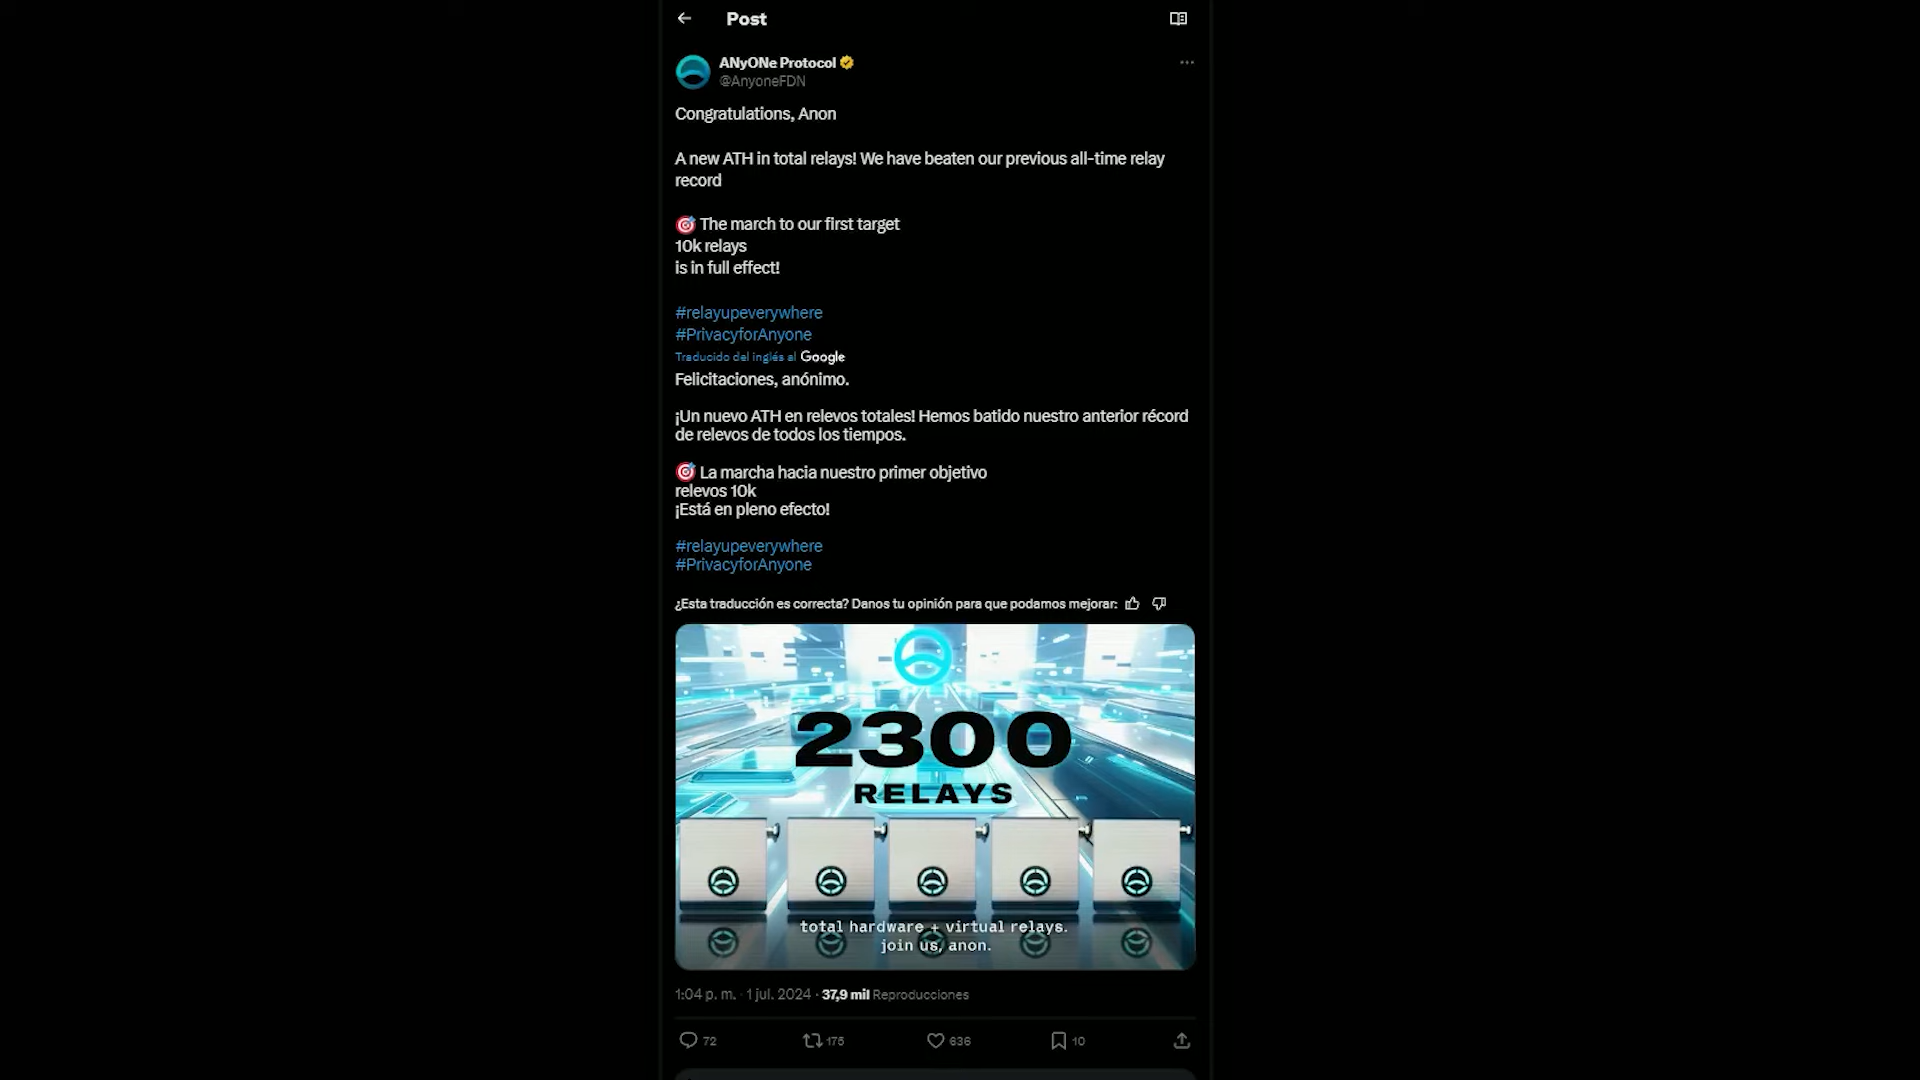 Post
ANyONe Protocol
@AnyoneFDN
Congratulations, Anon
A new ATH in total relays! We have beaten our previous all-time relay
record
🎯 The march to our first target
10k relays
is in full effect!
#relayupeverywhere
#PrivacyforAnyone
Traducido del inglés al Google
Felicitaciones, anónimo.
¡Un nuevo ATH en relevos totales! Hemos batido nuestro anterior récord
de relevos de todos los tiempos.
🎯 La marcha hacia nuestro primer objetivo
relevos 10k
¡Está en pleno efecto!
#relayupeverywhere
#PrivacyforAnyone
¿Esta traducción es correcta? Danos tu opinión para que podamos mejorar:
2300
RELAYS
total hardware + virtual relays.
join us, anon.
1:04 p. m. · 1 jul. 2024 · 37,9 mil Reproducciones
72 175 636 10